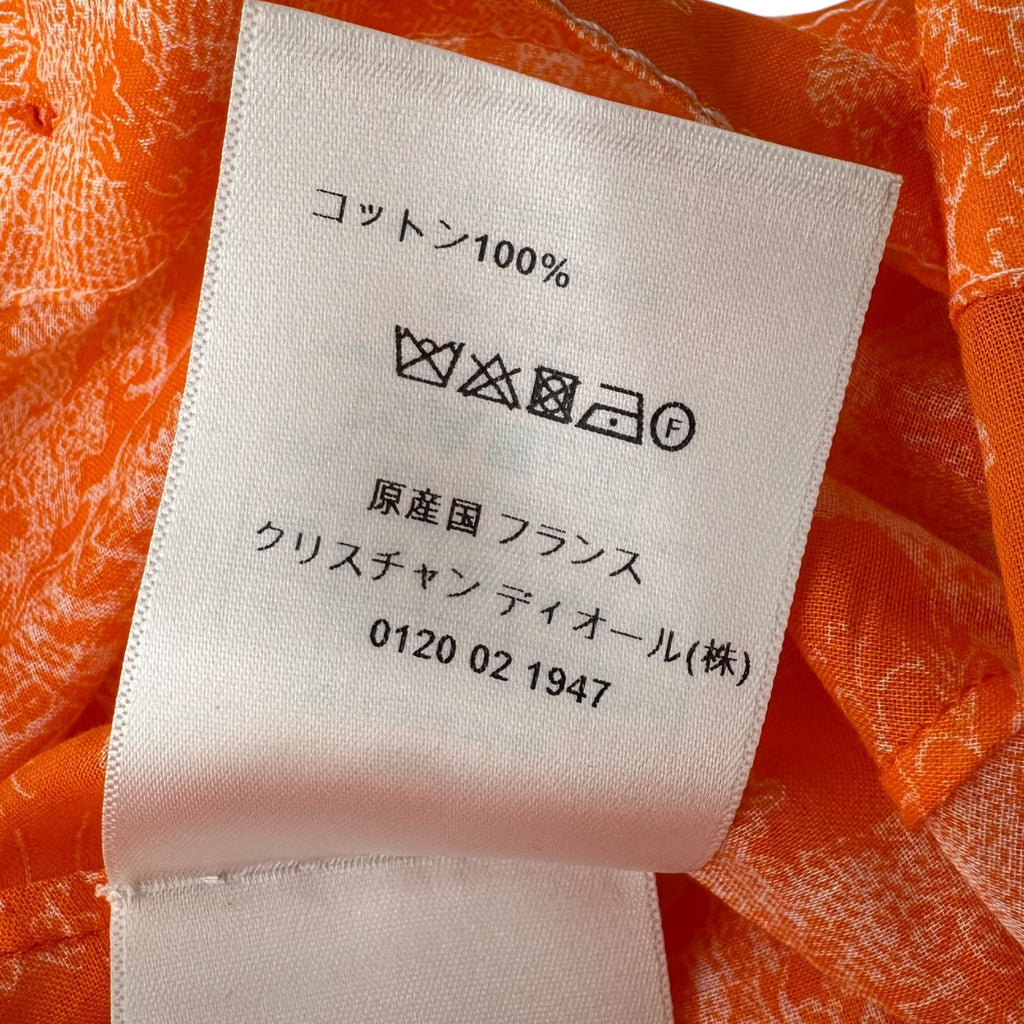 コットン100%
F
原産国 フランス
クリスチャン ディオール(株)
0120 02 1947